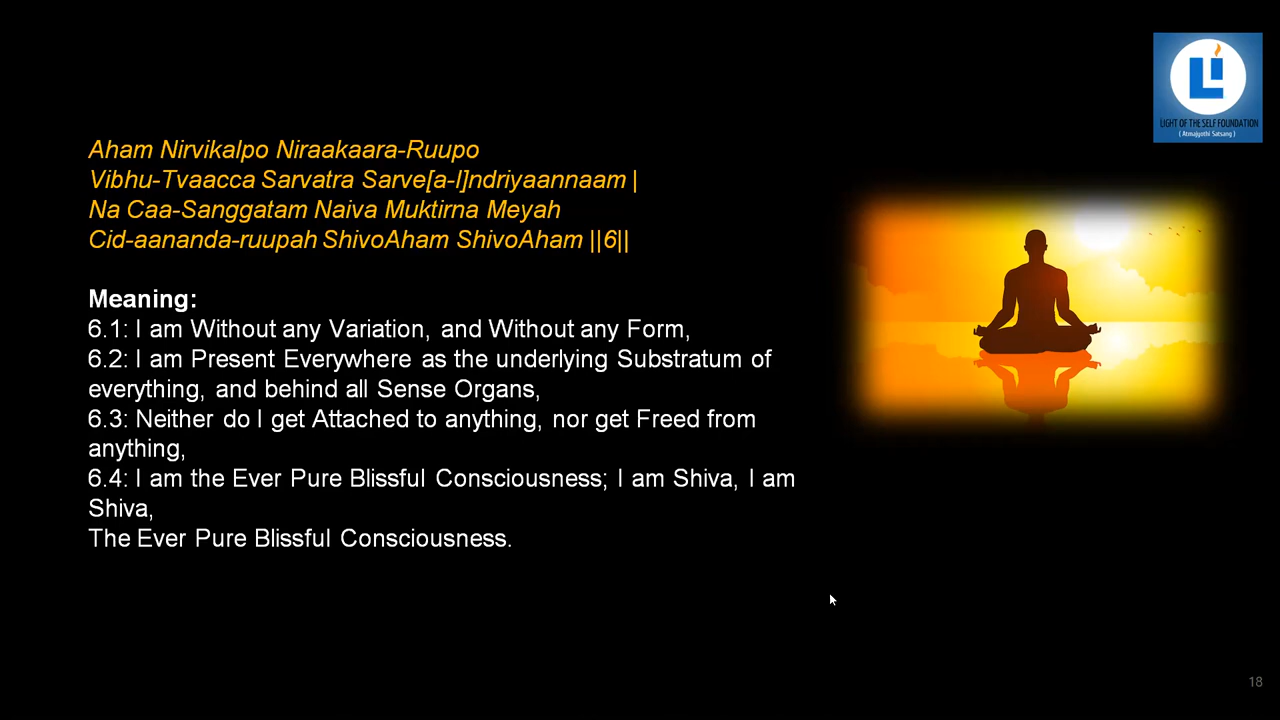 LIGHT OF THE SELF FOUNDATION
( Atmajyothi Satsang )
Aham Nirvikalpo Niraakaara-Ruupo
Vibhu-Tvaacca Sarvatra Sarve[a-I]ndriyaannaam |
Na Caa-Sanggatam Naiva Muktirna Meyah
Cid-aananda-ruupah ShivoAham ShivoAham ||6||
Meaning:
6.1: I am Without any Variation, and Without any Form,
6.2: I am Present Everywhere as the underlying Substratum of
everything, and behind all Sense Organs,
6.3: Neither do I get Attached to anything, nor get Freed from
anything,
6.4: I am the Ever Pure Blissful Consciousness; I am Shiva, I am
Shiva,
The Ever Pure Blissful Consciousness.
18